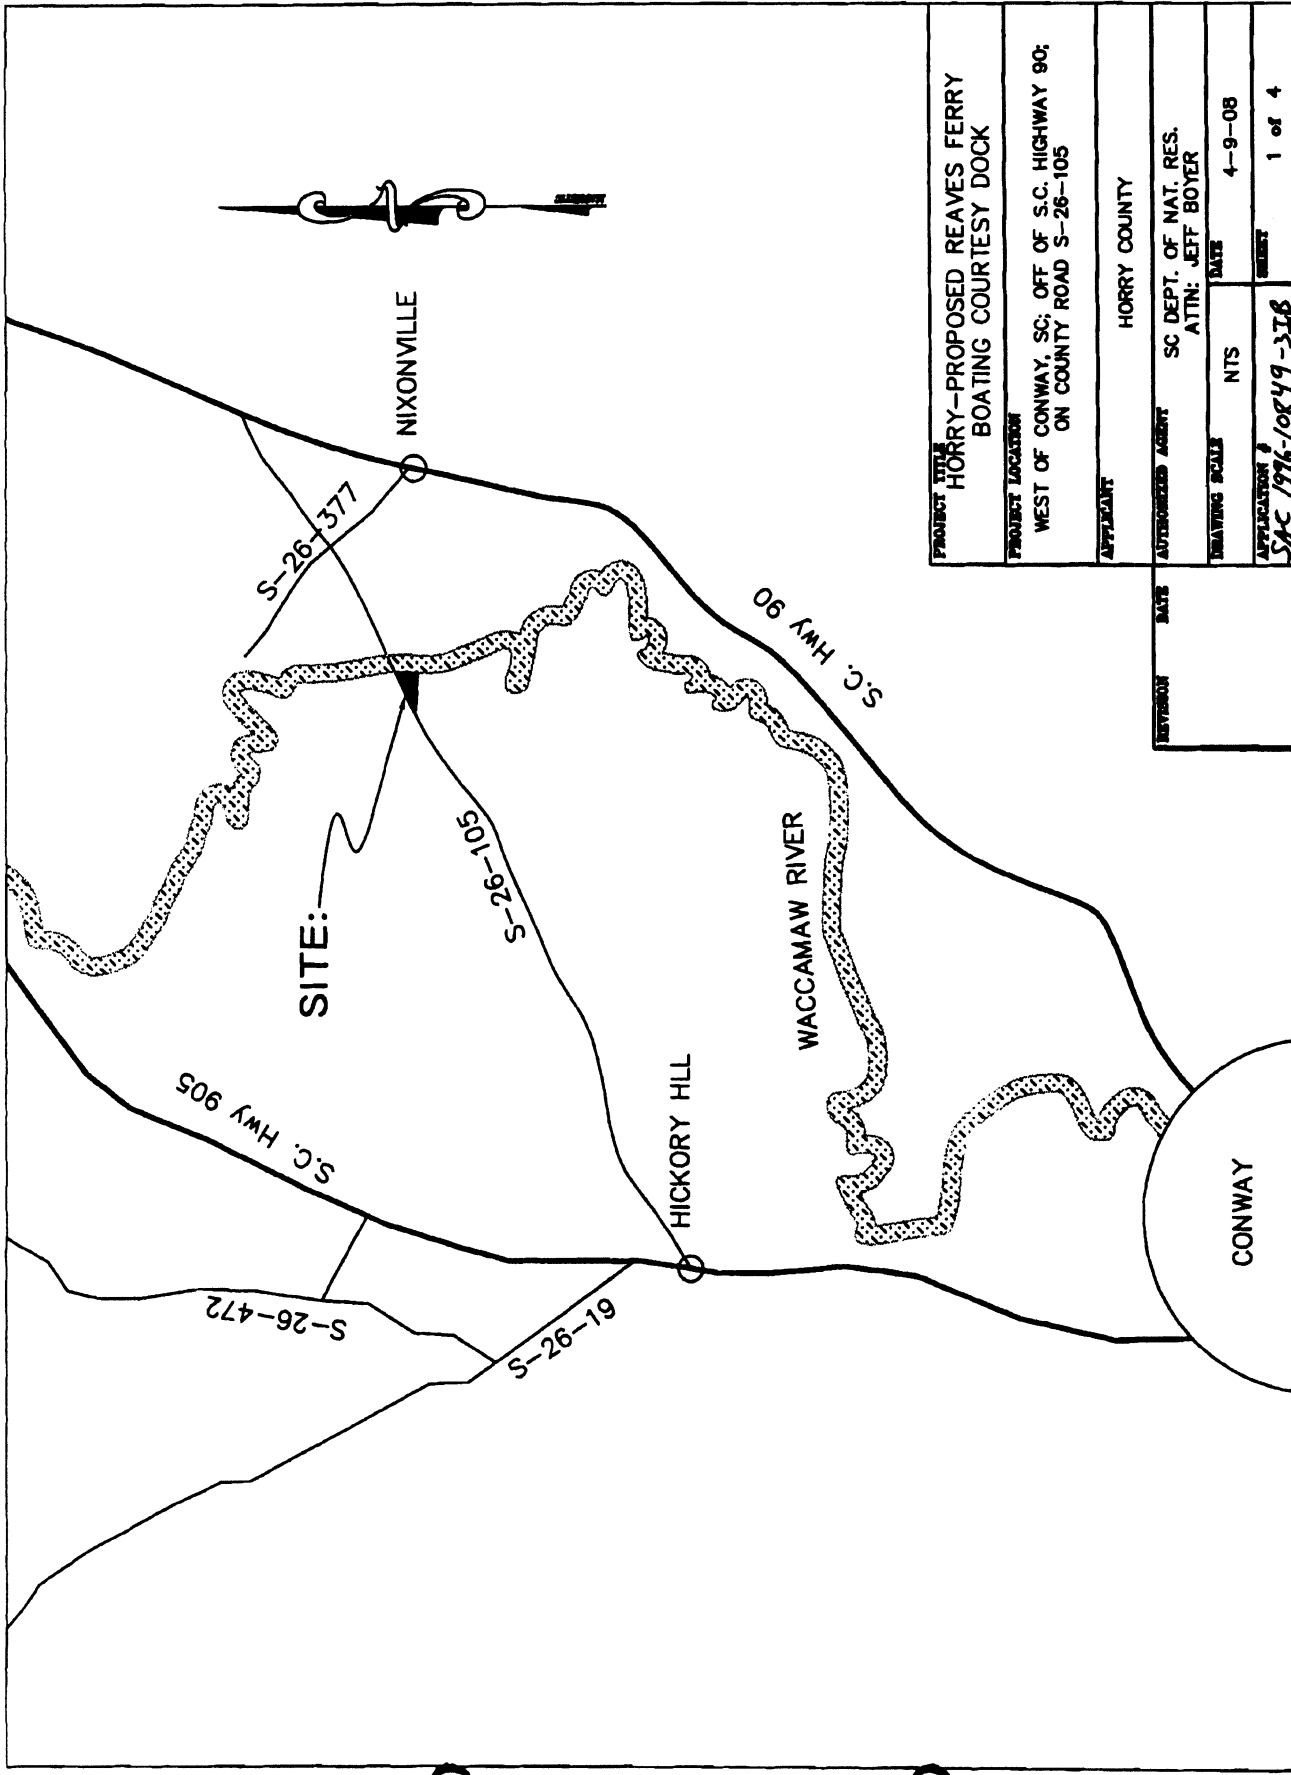 S-26-472
S.C. Hwy 905
S-26-19
HICKORY HLL
SITE:
S-26-105
S-26-377
NIXONVILLE
WACCAMAW RIVER
S.C. Hwy 90
CONWAY
PROJECT TITLE
HORRY-PROPOSED REAVES FERRY
BOATING COURTESY DOCK
PROJECT LOCATION
WEST OF CONWAY, SC; OFF OF S.C. HIGHWAY 90;
ON COUNTY ROAD S-26-105
APPLICANT
HORRY COUNTY
REVISION DATE
AUTHORIZED AGENT
SC DEPT. OF NAT. RES.
ATTN: JEFF BOYER
DRAWING SCALE
NTS
DATE
4-9-08
APPLICATION #
SAC 1996-10849-3IB
SHEET
1 of 4